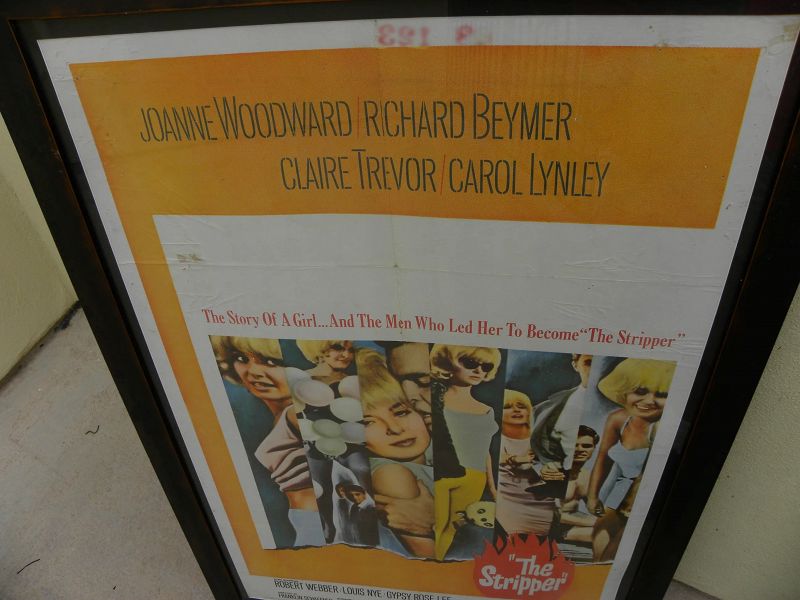 JOANNE WOODWARD/RICHARD BEYMER
CLAIRE TREVOR/CAROL LYNLEY
The Story Of A Girl...And The Men Who Led Her To Become "The Stripper"
"The
Stripper"
ROBERT WEBBER · LOUIS NYE · GYPSY ROSE LEE